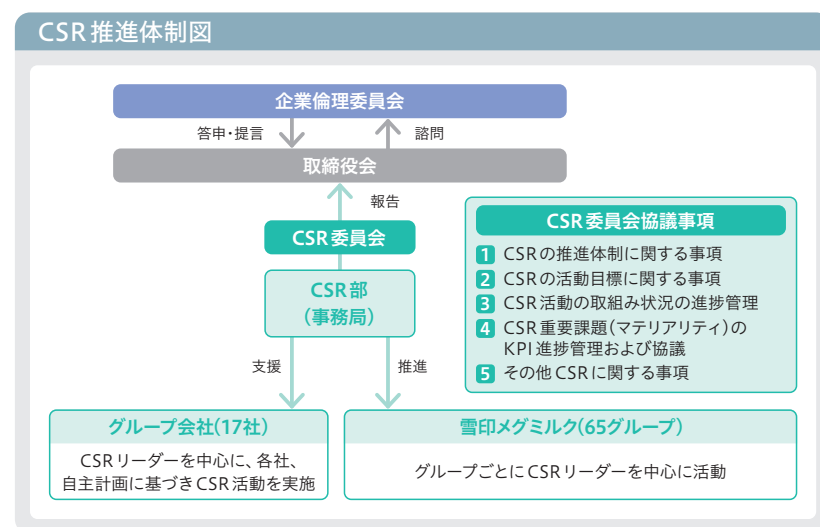 CSR推進体制図
企業倫理委員会
答申・提言
諮問
取締役会
報告
CSR委員会
CSR部
(事務局)
支援
推進
CSR委員会協議事項
1 CSRの推進体制に関する事項
2 CSRの活動目標に関する事項
3 CSR活動の取組み状況の進捗管理
4 CSR重要課題(マテリアリティ)の
KPI進捗管理および協議
5 その他CSRに関する事項
グループ会社(17社)
CSRリーダーを中心に、各社、
自主計画に基づきCSR活動を実施
雪印メグミルク(65グループ)
グループごとにCSRリーダーを中心に活動